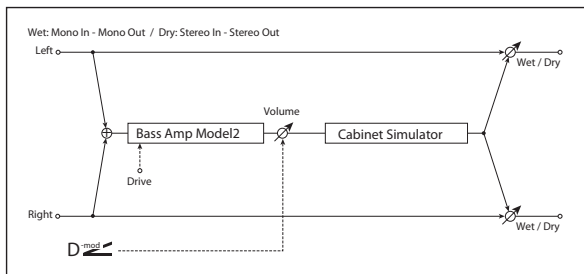 Wet: Mono In - Mono Out / Dry: Stereo In - Stereo Out
Left
Wet / Dry
Volume
Bass Amp Model2
Cabinet Simulator
Drive
Right
Wet / Dry
D-mod